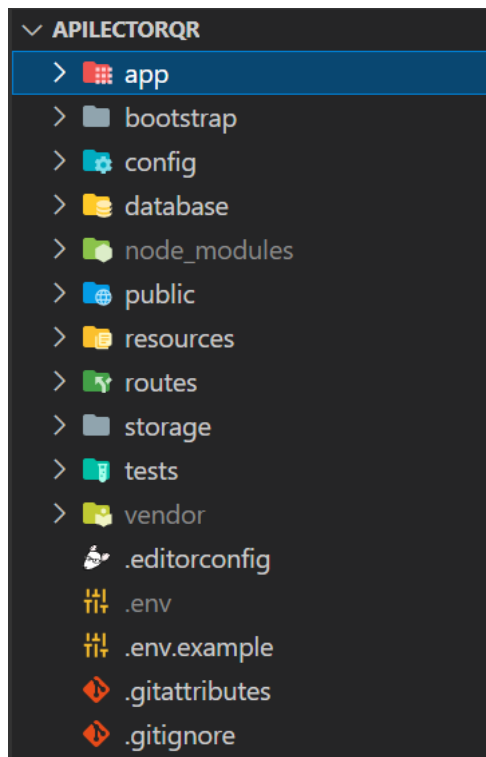 APILECTORQR
app
bootstrap
config
database
node_modules
public
resources
routes
storage
tests
vendor
.editorconfig
.env
.env.example
.gitattributes
.gitignore